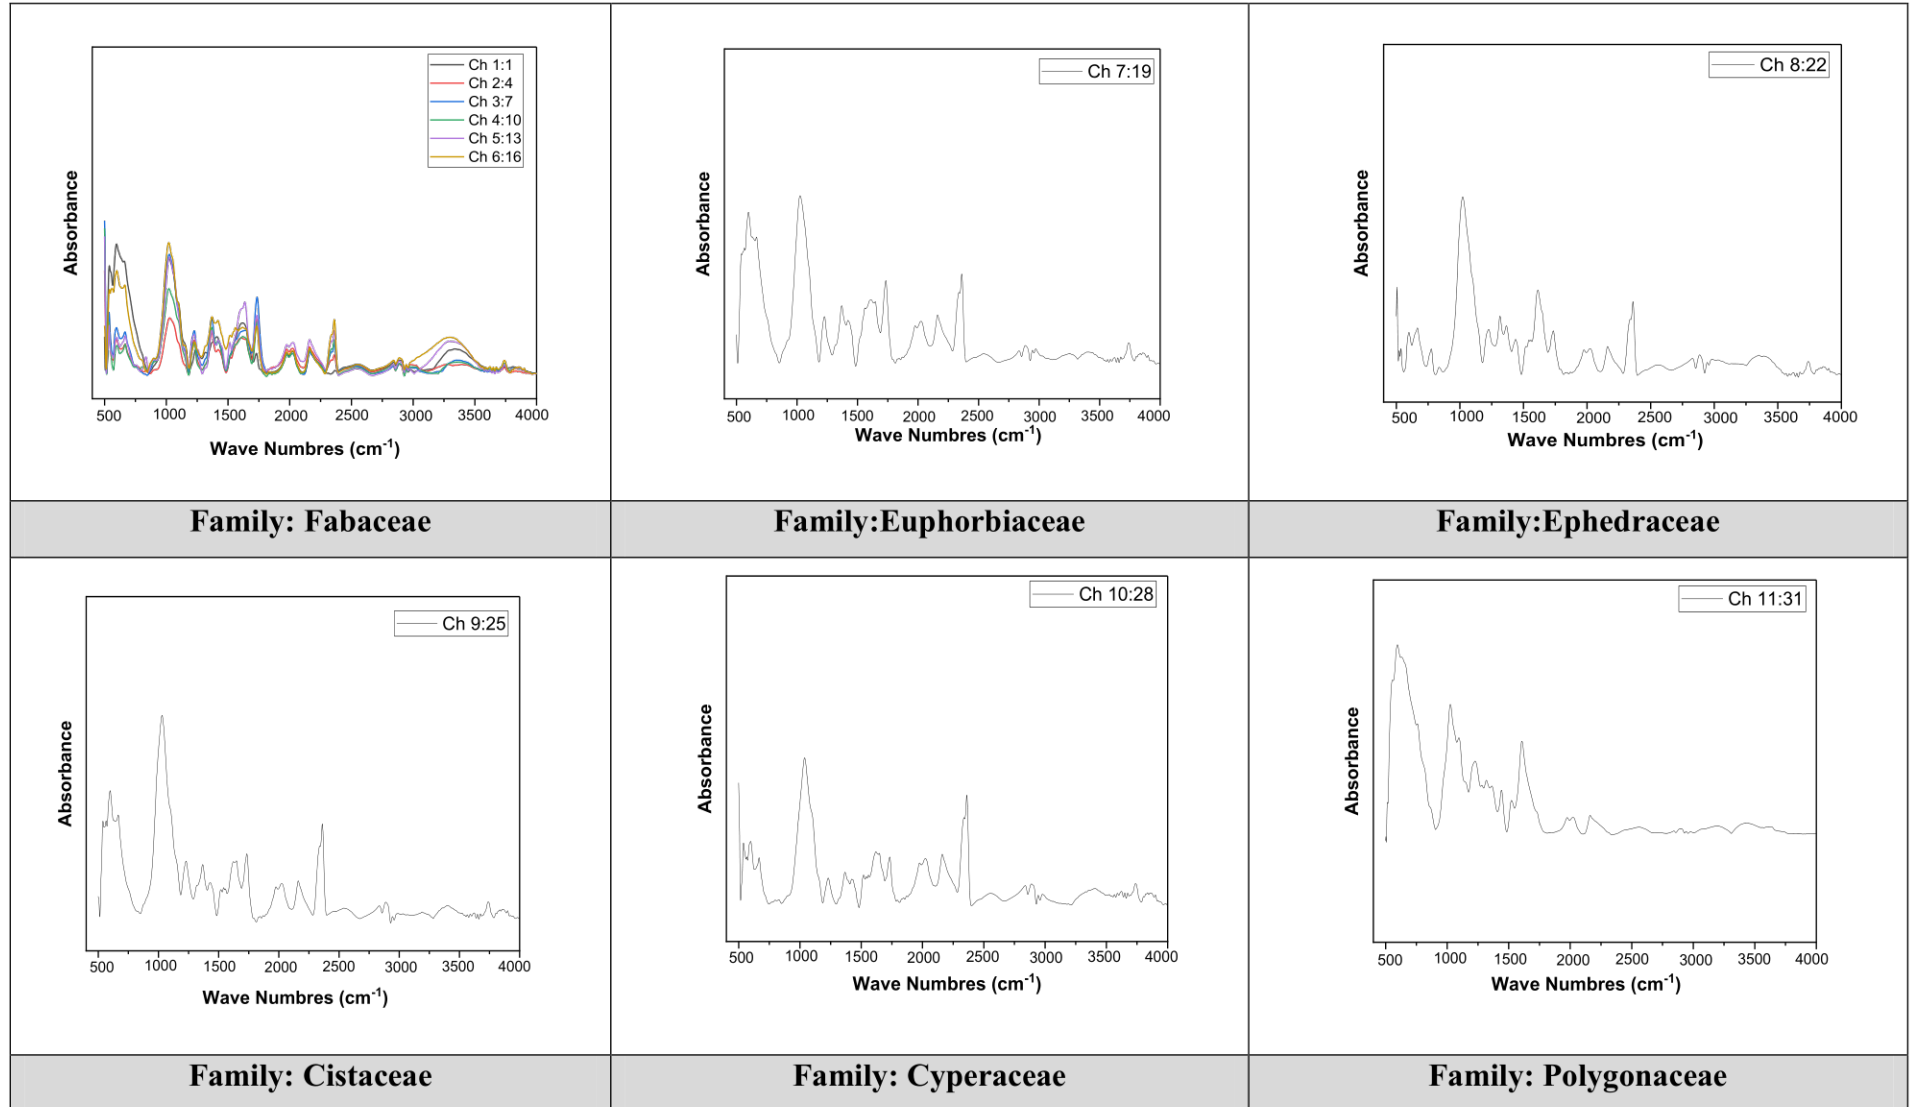 Ch 1:1
Ch 2:4
Ch 3:7
Ch 4:10
Ch 5:13
Ch 6:16
Absorbance
500 1000 1500 2000 2500 3000 3500 4000
Wave Numbres (cm⁻¹)
Ch 7:19
Absorbance
500 1000 1500 2000 2500 3000 3500 4000
Wave Numbres (cm⁻¹)
Ch 8:22
Absorbance
500 1000 1500 2000 2500 3000 3500 4000
Wave Numbres (cm⁻¹)
Family: Fabaceae
Family:Euphorbiaceae
Family:Ephedraceae
Ch 9:25
Absorbance
500 1000 1500 2000 2500 3000 3500 4000
Wave Numbres (cm⁻¹)
Ch 10:28
Absorbance
500 1000 1500 2000 2500 3000 3500 4000
Wave Numbres (cm⁻¹)
Ch 11:31
Absorbance
500 1000 1500 2000 2500 3000 3500 4000
Wave Numbres (cm⁻¹)
Family: Cistaceae
Family: Cyperaceae
Family: Polygonaceae